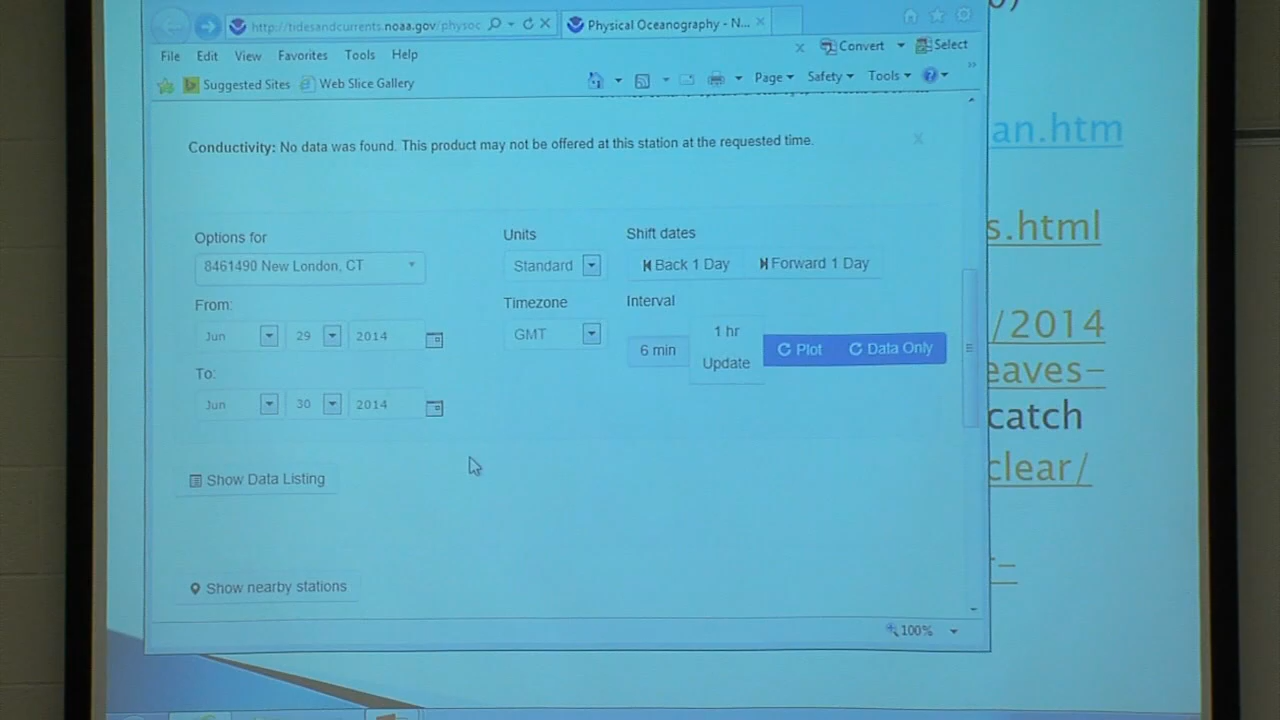 http://tidesandcurrents.noaa.gov/physoc
Physical Oceanography - N...
File Edit View Favorites Tools Help
x Convert Select
Suggested Sites Web Slice Gallery
Page Safety Tools
Conductivity: No data was found. This product may not be offered at this station at the requested time.
x
an.htm
s.html
/2014
eaves-
catch
clear/
Options for
8461490 New London, CT
From:
Jun 29 2014
To:
Jun 30 2014
Units
Standard
Timezone
GMT
Shift dates
Back 1 Day Forward 1 Day
Interval
6 min
1 hr
Update
Plot Data Only
Show Data Listing
Show nearby stations
100%